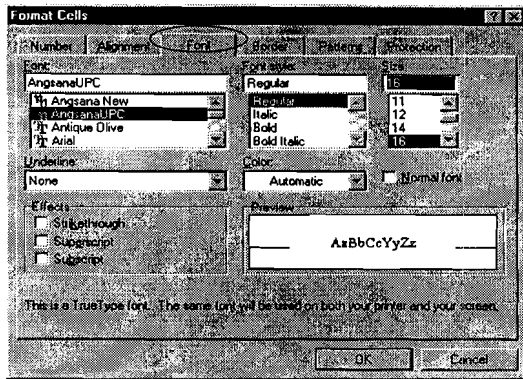 Format Cells
Number Alignment Font Border Patterns Protection
Font: Font style: Size
AngsanaUPC Regular 16
Angsana New Regular 11
AngsanaUPC Italic 12
Antique Olive Bold 14
Arial Bold Italic 16
Underline: Color:
None Automatic Normal font
Effects Preview
Strikethrough
Superscript AaBbCcYyZz
Subscript
This is a TrueType font. The same font will be used on both your printer and your screen.
OK Cancel